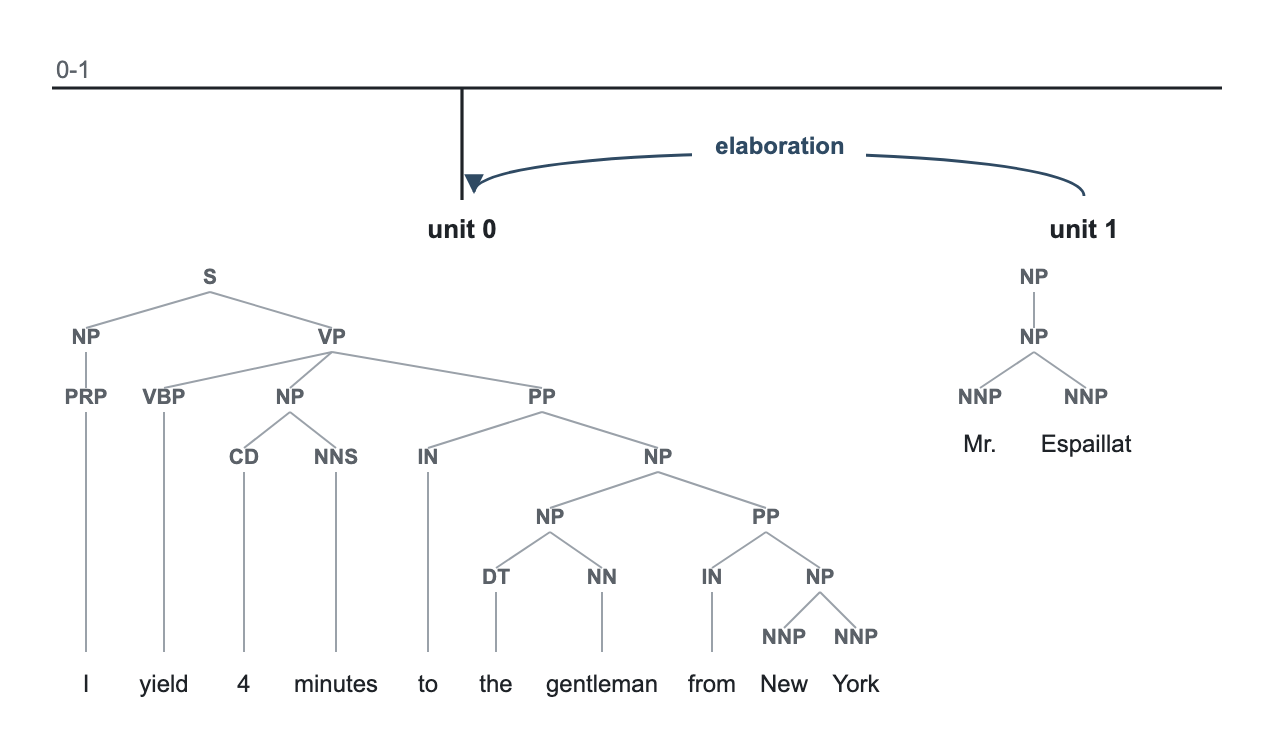 0-1
elaboration
unit 0 unit 1
S NP
NP VP NP
PRP VBP NP PP NNP NNP
Mr. Espaillat
CD NNS IN NP
NP PP
DT NN IN NP
NNP NNP
I yield 4 minutes to the gentleman from New York